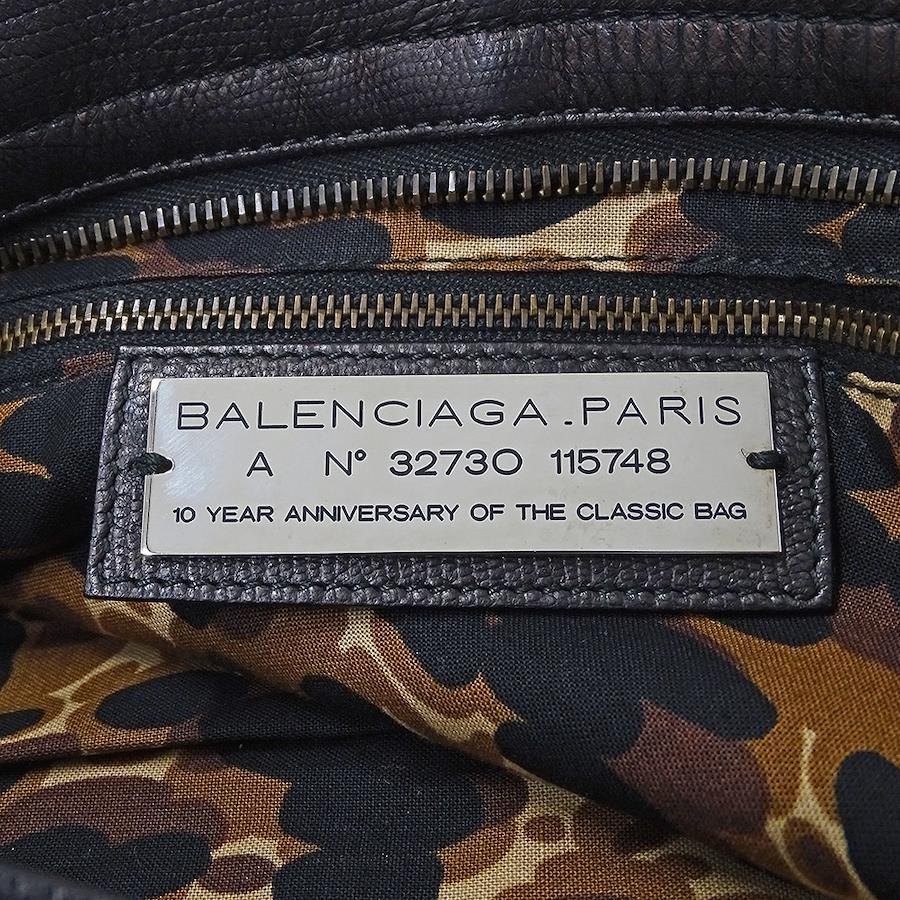 BALENCIAGA.PARIS
A N° 32730 115748
10 YEAR ANNIVERSARY OF THE CLASSIC BAG